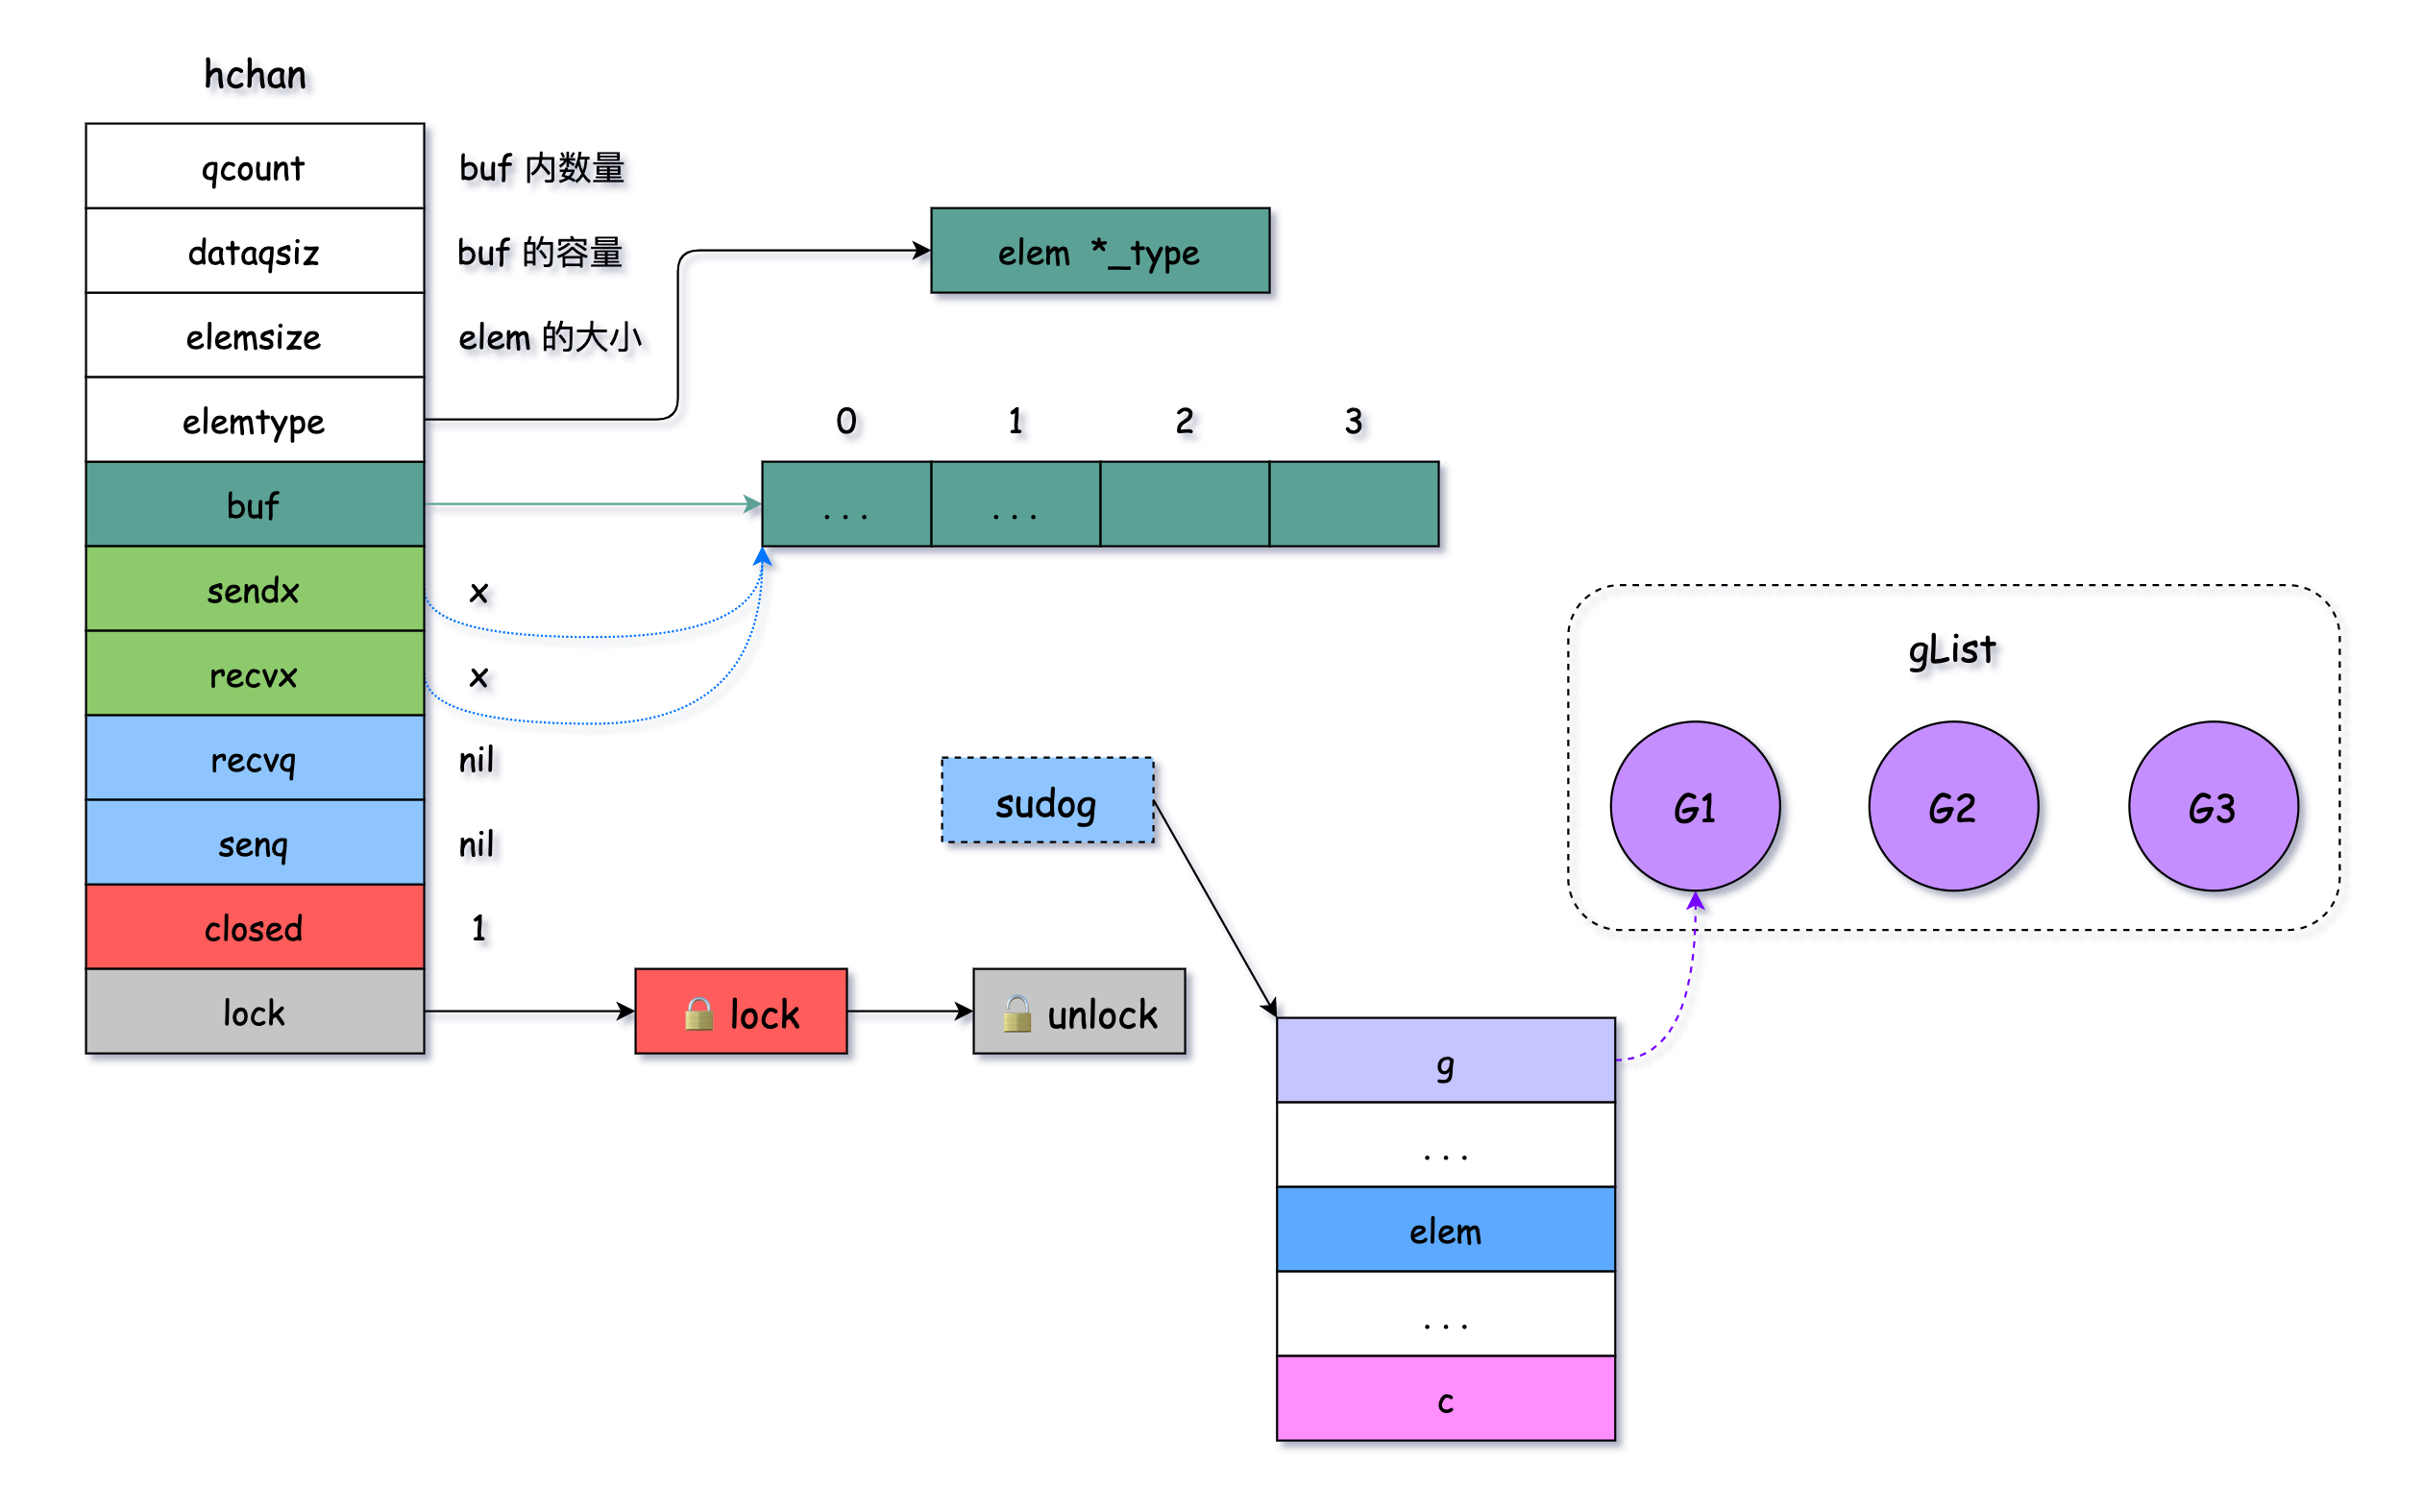 hchan
qcount
buf 内数量
dataqsiz
buf 的容量
elem *_type
elemsize
elem 的大小
elemtype
0 1 2 3
buf
... ...
sendx
x
recvx
x
gList
recvq
nil
sudog
G1 G2 G3
senq
nil
closed
1
lock
lock
unlock
g
...
elem
...
c